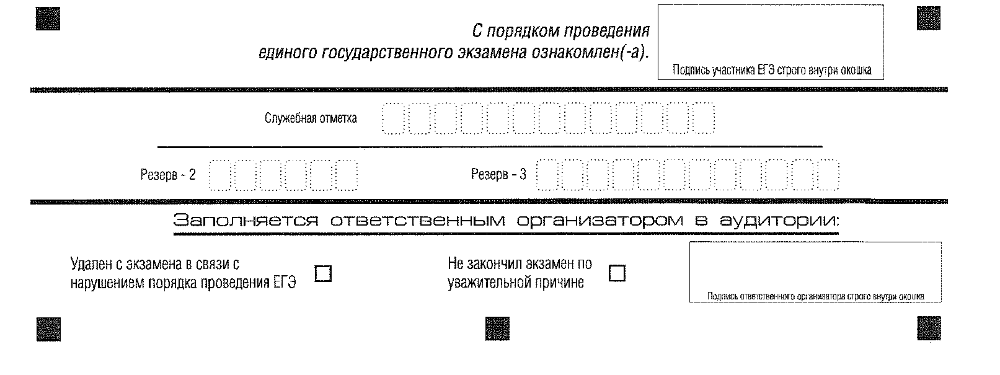 С порядком проведения
единого государственного экзамена ознакомлен(-а).
Подпись участника ЕГЭ строго внутри окошка
Служебная отметка
Резерв - 2
Резерв - 3
Заполняется ответственным организатором в аудитории:
Удален с экзамена в связи с
нарушением порядка проведения ЕГЭ
Не закончил экзамен по
уважительной причине
Подпись ответственного организатора строго внутри окошка